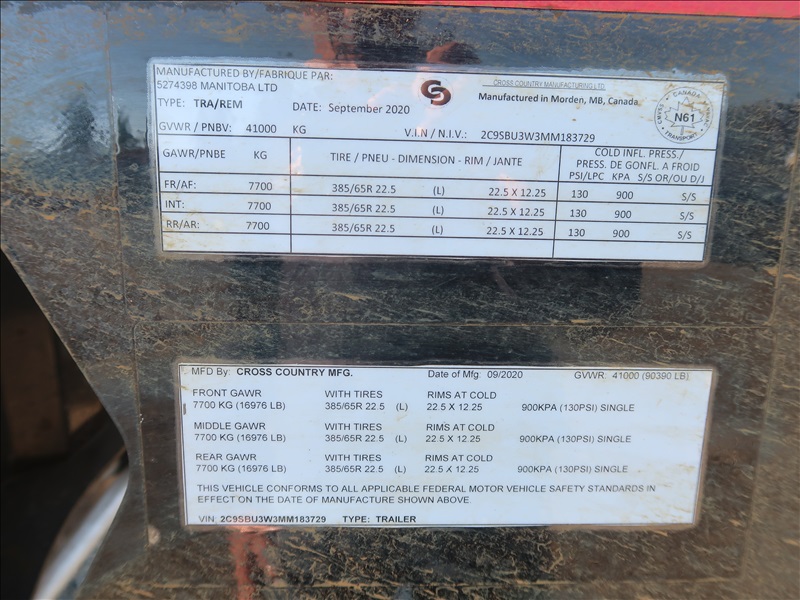 MANUFACTURED BY/FABRIQUE PAR:
5274398 MANITOBA LTD
CROSS COUNTRY MANUFACTURING LTD.
Manufactured in Morden, MB, Canada
CANADA
N61
TRANSPORT
TYPE: TRA/REM DATE: September 2020
GVWR / PNBV: 41000 KG V.I.N / N.I.V.: 2C9SBU3W3MM183729
GAWR/PNBE KG TIRE / PNEU - DIMENSION - RIM / JANTE COLD INFL. PRESS./
PRESS. DE GONFL. A FROID
PSI/LPC KPA S/S OR/OU D/J
FR/AF: 7700 385/65R 22.5 (L) 22.5 X 12.25 130 900 S/S
INT: 7700 385/65R 22.5 (L) 22.5 X 12.25 130 900 S/S
RR/AR: 7700 385/65R 22.5 (L) 22.5 X 12.25 130 900 S/S
MFD By: CROSS COUNTRY MFG. Date of Mfg: 09/2020 GVWR: 41000 (90390 LB)
FRONT GAWR WITH TIRES RIMS AT COLD
7700 KG (16976 LB) 385/65R 22.5 (L) 22.5 X 12.25 900KPA (130PSI) SINGLE
MIDDLE GAWR WITH TIRES RIMS AT COLD
7700 KG (16976 LB) 385/65R 22.5 (L) 22.5 X 12.25 900KPA (130PSI) SINGLE
REAR GAWR WITH TIRES RIMS AT COLD
7700 KG (16976 LB) 385/65R 22.5 (L) 22.5 X 12.25 900KPA (130PSI) SINGLE
THIS VEHICLE CONFORMS TO ALL APPLICABLE FEDERAL MOTOR VEHICLE SAFETY STANDARDS IN
EFFECT ON THE DATE OF MANUFACTURE SHOWN ABOVE.
VIN: 2C9SBU3W3MM183729 TYPE: TRAILER